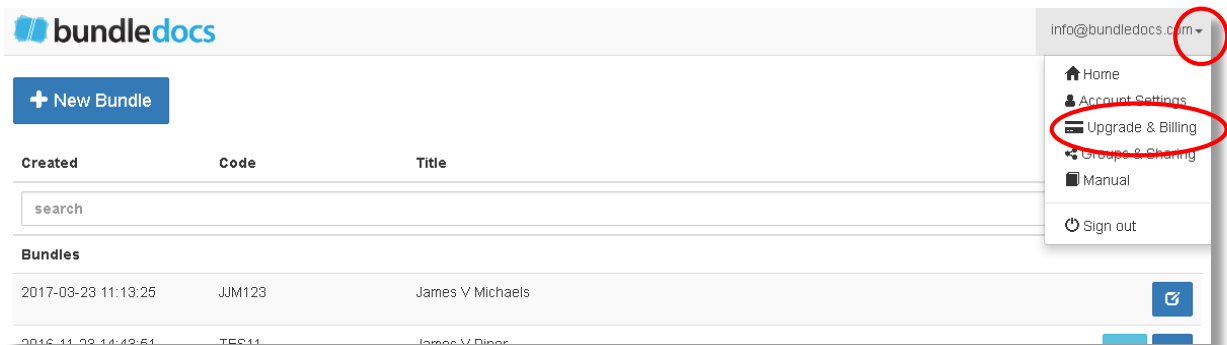 bundledocs
info@bundledocs.com
Home
Account Settings
Upgrade & Billing
Groups & Sharing
Manual
Sign out
New Bundle
Created Code Title
search
Bundles
2017-03-23 11:13:25 JJM123 James V Michaels
James V